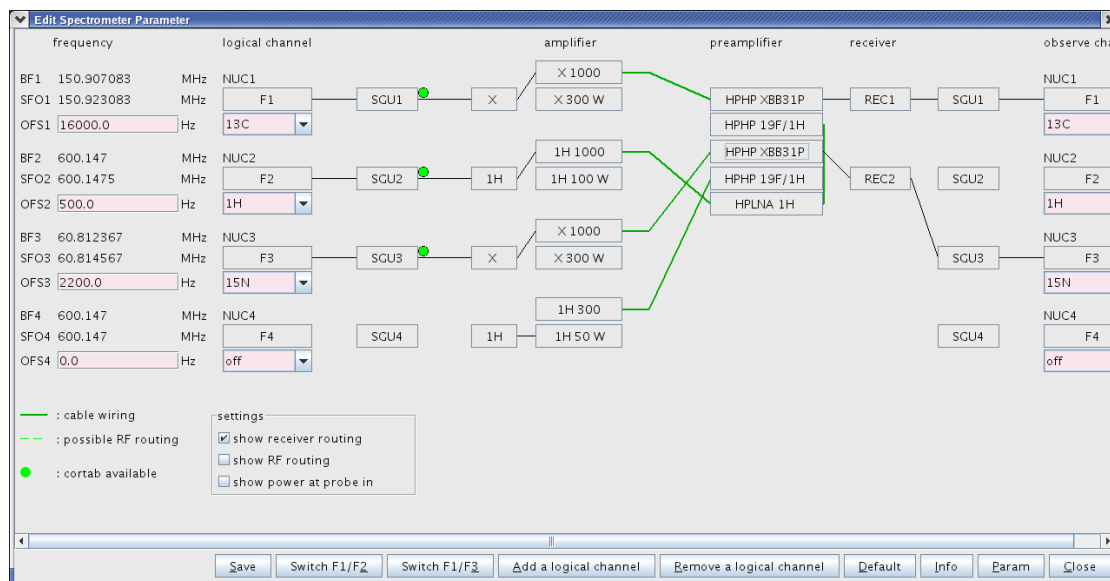 Edit Spectrometer Parameter
frequency logical channel amplifier preamplifier receiver observe cha
X 1000
BF1 150.907083 MHz NUC1 NUC1
SFO1 150.923083 MHz F1 SGU1 X X 300 W HPHP XBB31P REC1 SGU1 F1
OFS1 16000.0 Hz 13C HPHP 19F/1H 13C
BF2 600.147 MHz NUC2 1H 1000 HPHP XBB31P NUC2
SFO2 600.1475 MHz F2 SGU2 1H 1H 100 W HPHP 19F/1H REC2 SGU2 F2
OFS2 500.0 Hz 1H HPLNA 1H 1H
BF3 60.812367 MHz NUC3 X 1000 NUC3
SFO3 60.814567 MHz F3 SGU3 X X 300 W SGU3 F3
OFS3 2200.0 Hz 15N 15N
1H 300
BF4 600.147 MHz NUC4 NUC4
SFO4 600.147 MHz F4 SGU4 1H 1H 50 W SGU4 F4
OFS4 0.0 Hz off off
: cable wiring settings
: possible RF routing show receiver routing
show RF routing
: cortab available show power at probe in
Save Switch F1/F2 Switch F1/F3 Add a logical channel Remove a logical channel Default Info Param Close